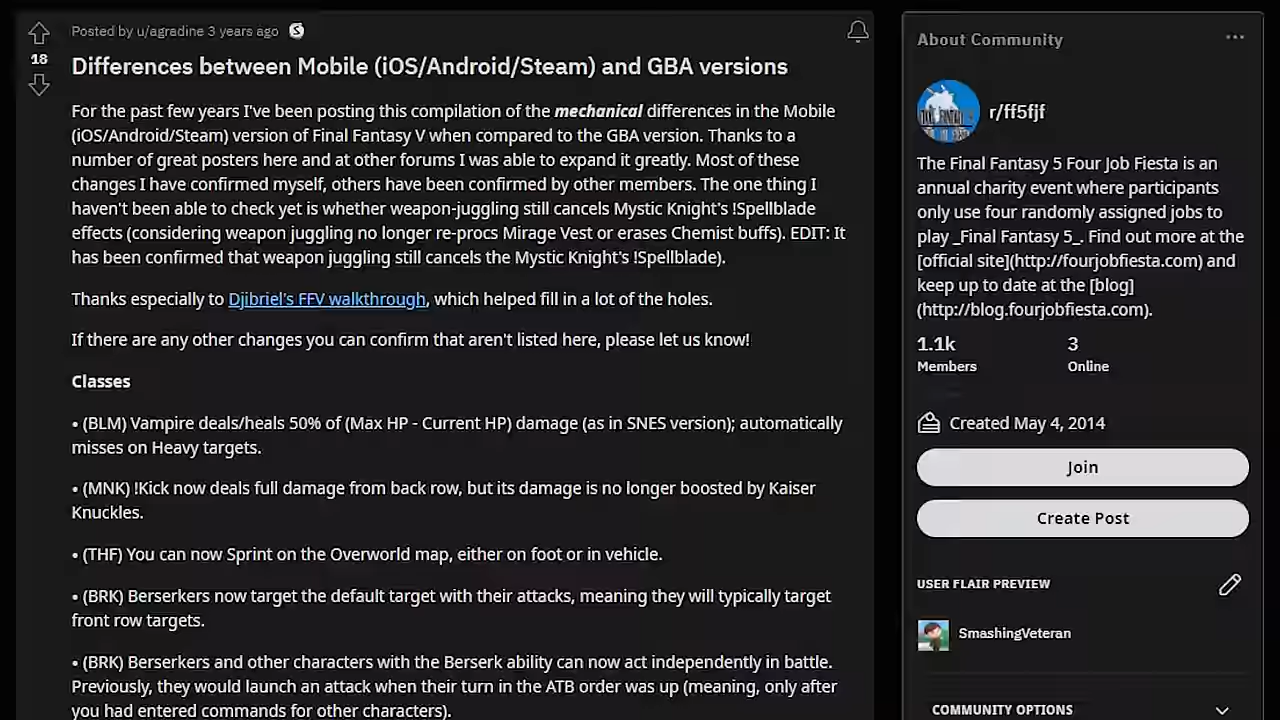 Posted by u/agradine 3 years ago
18
Differences between Mobile (iOS/Android/Steam) and GBA versions
For the past few years I've been posting this compilation of the mechanical differences in the Mobile
(iOS/Android/Steam) version of Final Fantasy V when compared to the GBA version. Thanks to a
number of great posters here and at other forums I was able to expand it greatly. Most of these
changes I have confirmed myself, others have been confirmed by other members. The one thing I
haven't been able to check yet is whether weapon-juggling still cancels Mystic Knight's !Spellblade
effects (considering weapon juggling no longer re-procs Mirage Vest or erases Chemist buffs). EDIT: It
has been confirmed that weapon juggling still cancels the Mystic Knight's !Spellblade).
Thanks especially to Djibriel's FFV walkthrough, which helped fill in a lot of the holes.
If there are any other changes you can confirm that aren't listed here, please let us know!
Classes
• (BLM) Vampire deals/heals 50% of (Max HP - Current HP) damage (as in SNES version); automatically
misses on Heavy targets.
• (MNK) !Kick now deals full damage from back row, but its damage is no longer boosted by Kaiser
Knuckles.
• (THF) You can now Sprint on the Overworld map, either on foot or in vehicle.
• (BRK) Berserkers now target the default target with their attacks, meaning they will typically target
front row targets.
• (BRK) Berserkers and other characters with the Berserk ability can now act independently in battle.
Previously, they would launch an attack when their turn in the ATB order was up (meaning, only after
you had entered commands for other characters).
About Community
r/ff5fjf
The Final Fantasy 5 Four Job Fiesta is an
annual charity event where participants
only use four randomly assigned jobs to
play _Final Fantasy 5_. Find out more at the
[official site](http://fourjobfiesta.com) and
keep up to date at the [blog]
(http://blog.fourjobfiesta.com).
1.1k 3
Members Online
Created May 4, 2014
Join
Create Post
USER FLAIR PREVIEW
SmashingVeteran
COMMUNITY OPTIONS